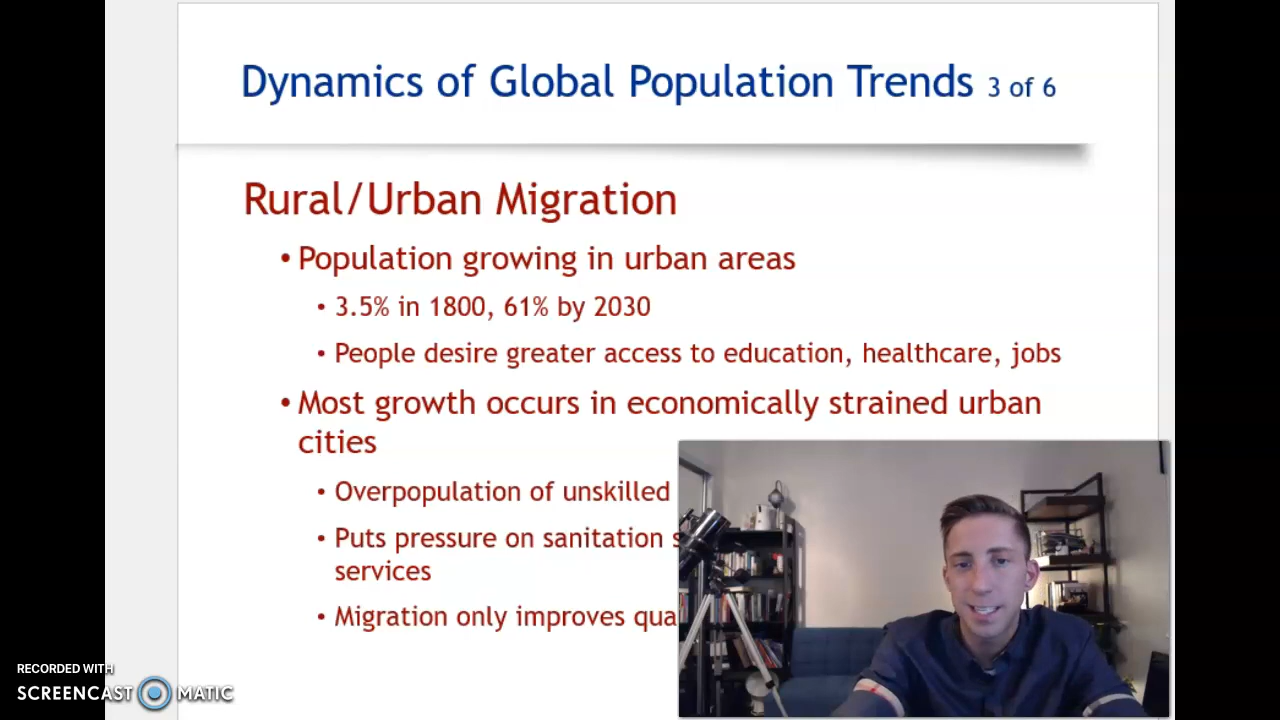 Dynamics of Global Population Trends 3 of 6
Rural/Urban Migration
• Population growing in urban areas
• 3.5% in 1800, 61% by 2030
• People desire greater access to education, healthcare, jobs
• Most growth occurs in economically strained urban
cities
• Overpopulation of unskilled
• Puts pressure on sanitation
services
• Migration only improves
RECORDED WITH
SCREENCAST MATIC